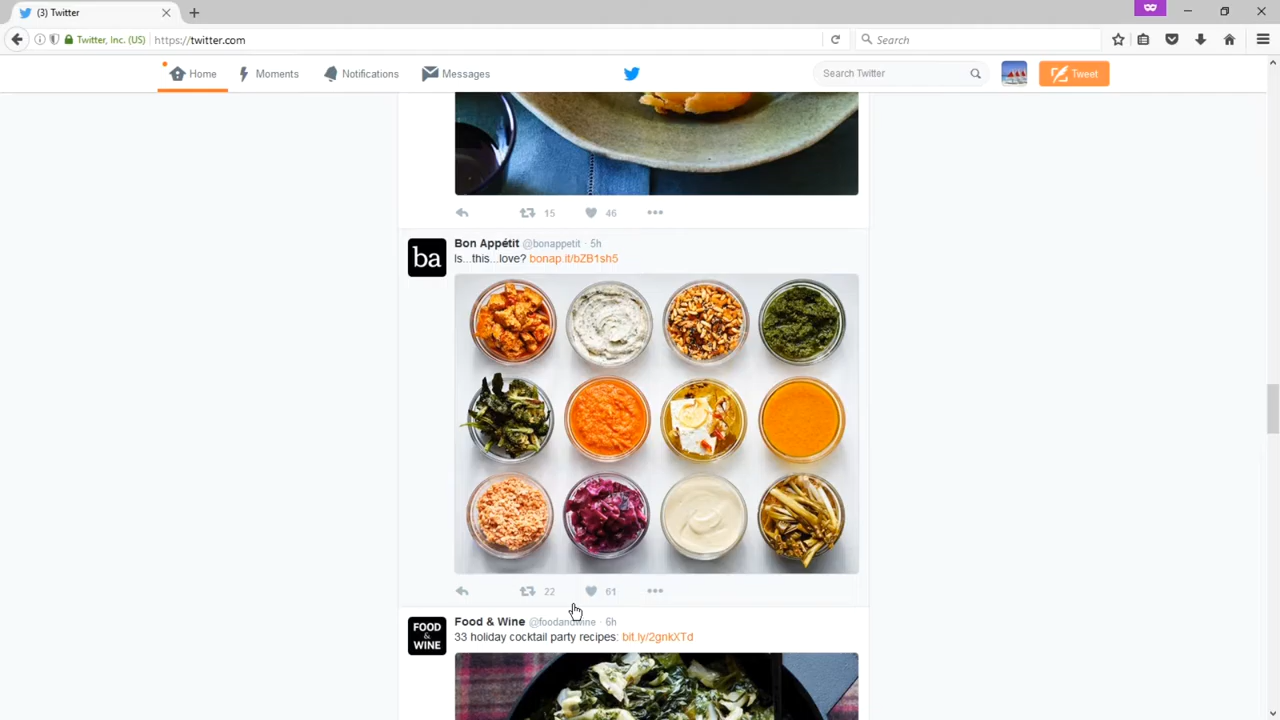 (3) Twitter
Twitter, Inc. (US) https://twitter.com Search
Home Moments Notifications Messages Search Twitter Tweet
15 46
Bon Appétit @bonappetit · 5h
ba
Is...this...love? bonap.it/bZB1sh5
22 61
Food & Wine @foodandwine · 6h
FOOD & WINE
33 holiday cocktail party recipes: bit.ly/2gnkXTd